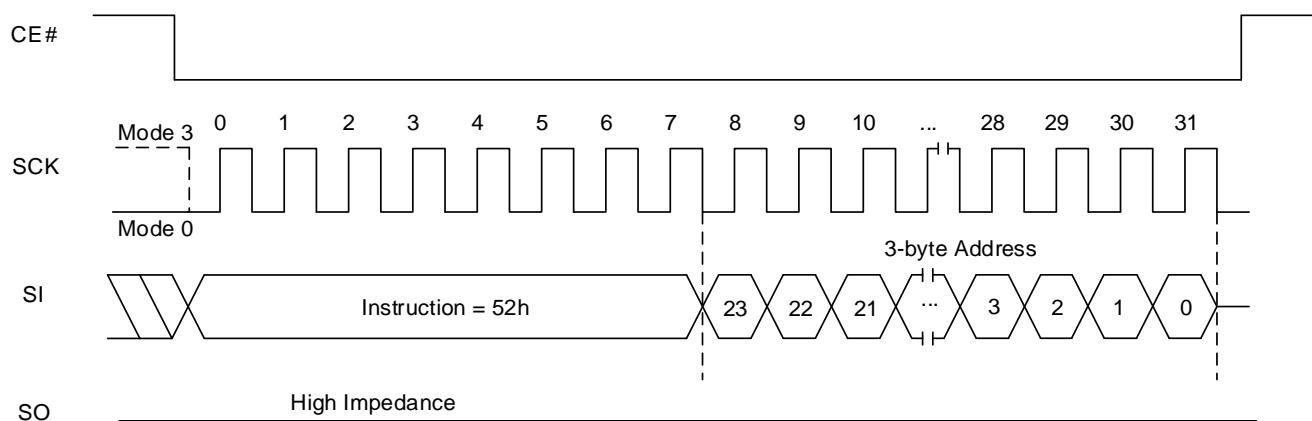 CE#
0 1 2 3 4 5 6 7 8 9 10 ... 28 29 30 31
Mode 3
SCK
Mode 0
3-byte Address
SI
Instruction = 52h 23 22 21 ... 3 2 1 0
High Impedance
SO